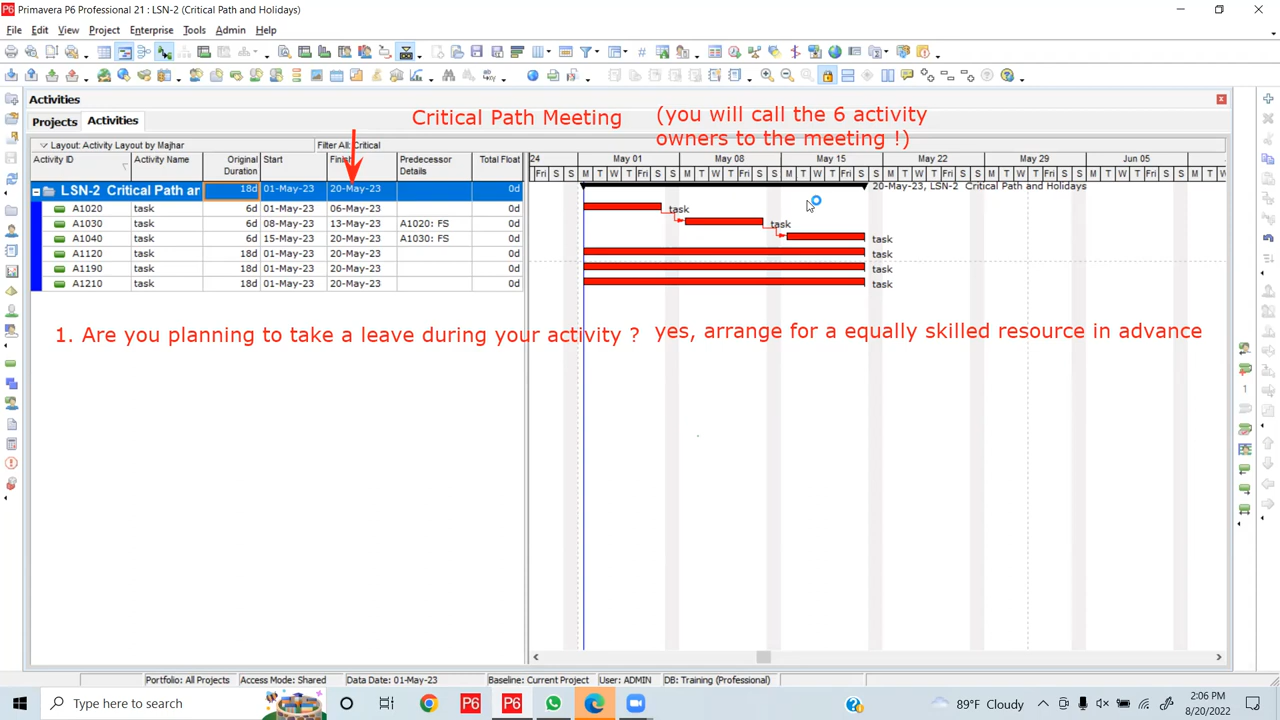 Primavera P6 Professional 21 : LSN-2 (Critical Path and Holidays)
File Edit View Project Enterprise Tools Admin Help
Activities
Projects Activities
Critical Path Meeting
(you will call the 6 activity
owners to the meeting !)
Layout: Activity Layout by Majhar Filter All: Critical
Activity ID Activity Name Original Duration Start Finish Predecessor Details Total Float
24 May 01 May 08 May 15 May 22 May 29 Jun 05
Fri S S M T W T Fri S S M T W T Fri S S M T W T Fri S S M T W T Fri S S M T W T Fri S S M T W T Fri S S M T W
LSN-2 Critical Path ar 18d 01-May-23 20-May-23 0d
20-May-23, LSN-2 Critical Path and Holidays
A1020 task 6d 01-May-23 06-May-23 0d task
A1030 task 6d 08-May-23 13-May-23 A1020: FS 0d task
A1040 task 6d 15-May-23 20-May-23 A1030: FS 0d task
A1120 task 18d 01-May-23 20-May-23 0d task
A1190 task 18d 01-May-23 20-May-23 0d task
A1210 task 18d 01-May-23 20-May-23 0d task
1. Are you planning to take a leave during your activity ? yes, arrange for a equally skilled resource in advance
Portfolio: All Projects Access Mode: Shared Data Date: 01-May-23 Baseline: Current Project User: ADMIN DB: Training (Professional)
Type here to search
89°F Cloudy
2:06 PM
8/20/2022